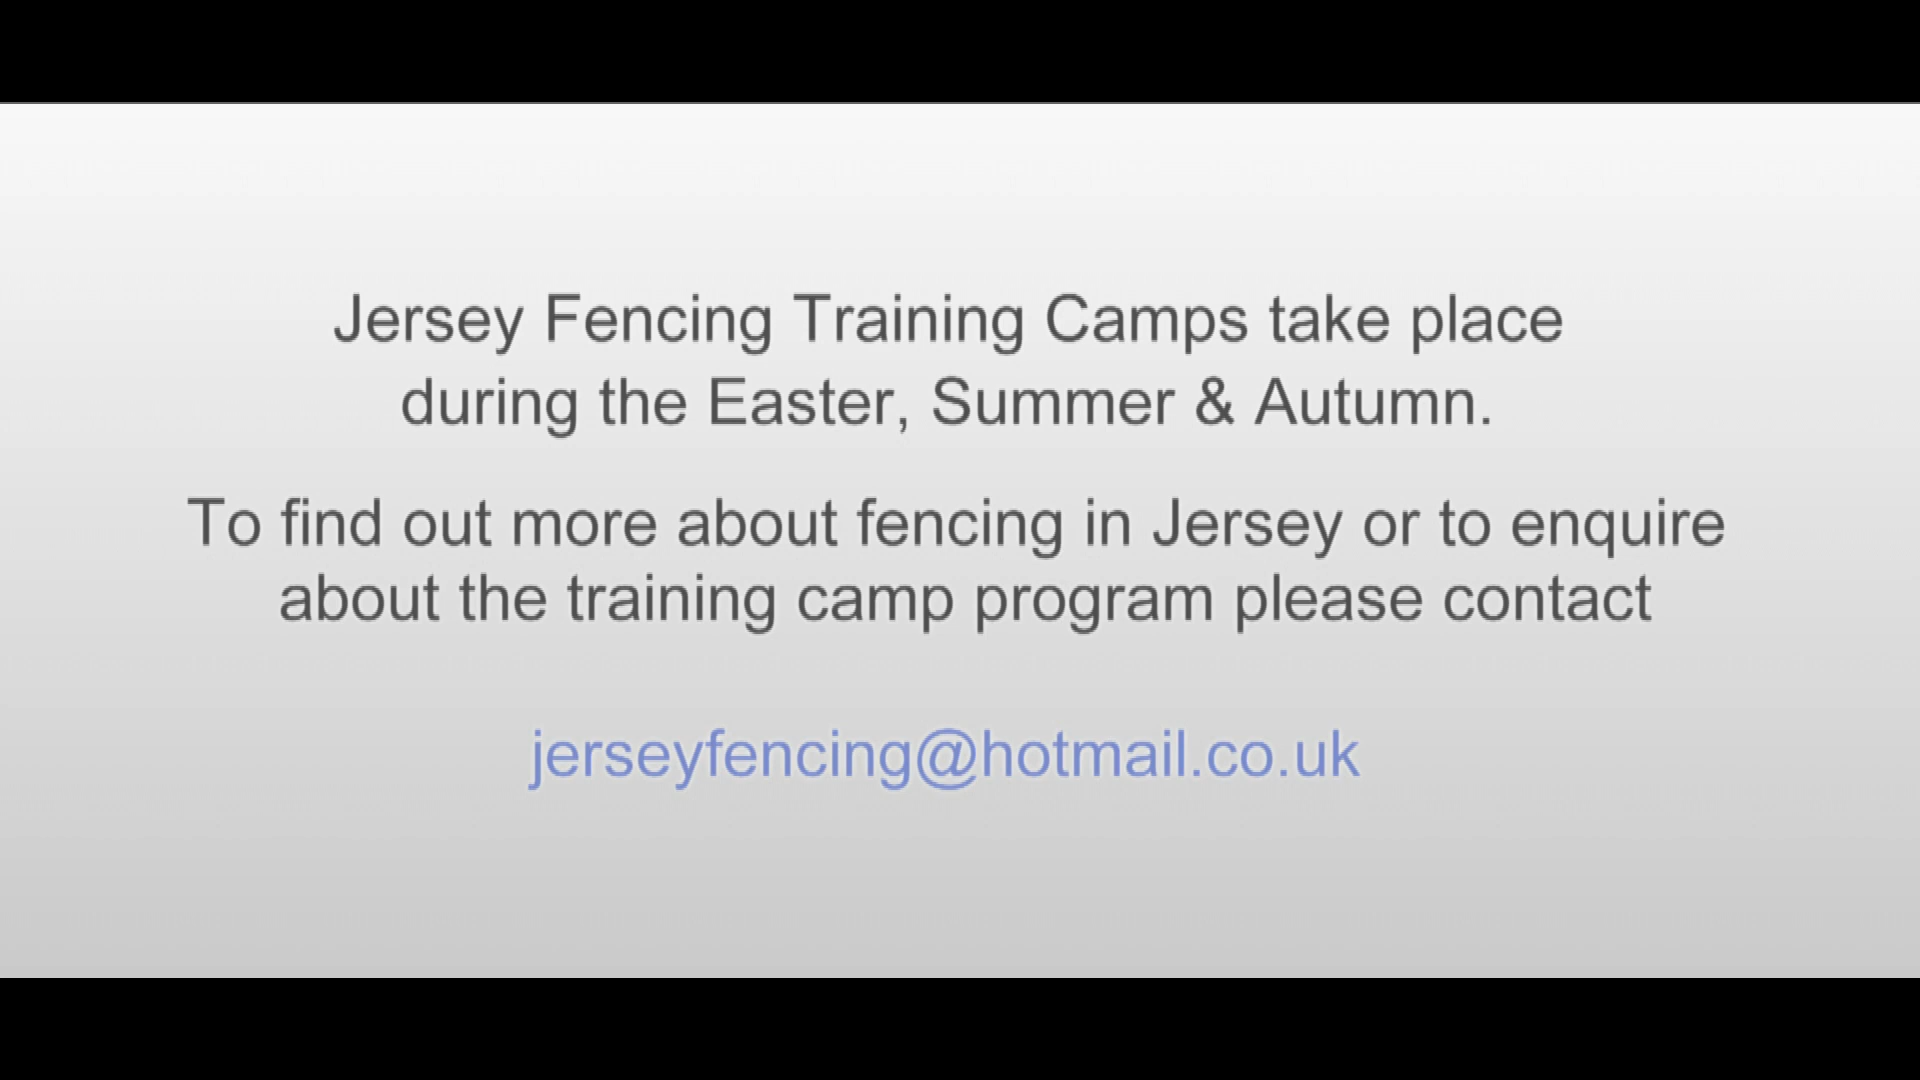 Jersey Fencing Training Camps take place
during the Easter, Summer & Autumn.
To find out more about fencing in Jersey or to enquire
about the training camp program please contact
jerseyfencing@hotmail.co.uk